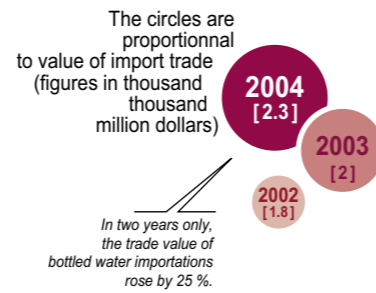 The circles are
proportionnal
to value of import trade
(figures in thousand
thousand
million dollars)
2004
[2.3]
2003
[2]
2002
[1.8]
In two years only,
the trade value of
bottled water importations
rose by 25 %.